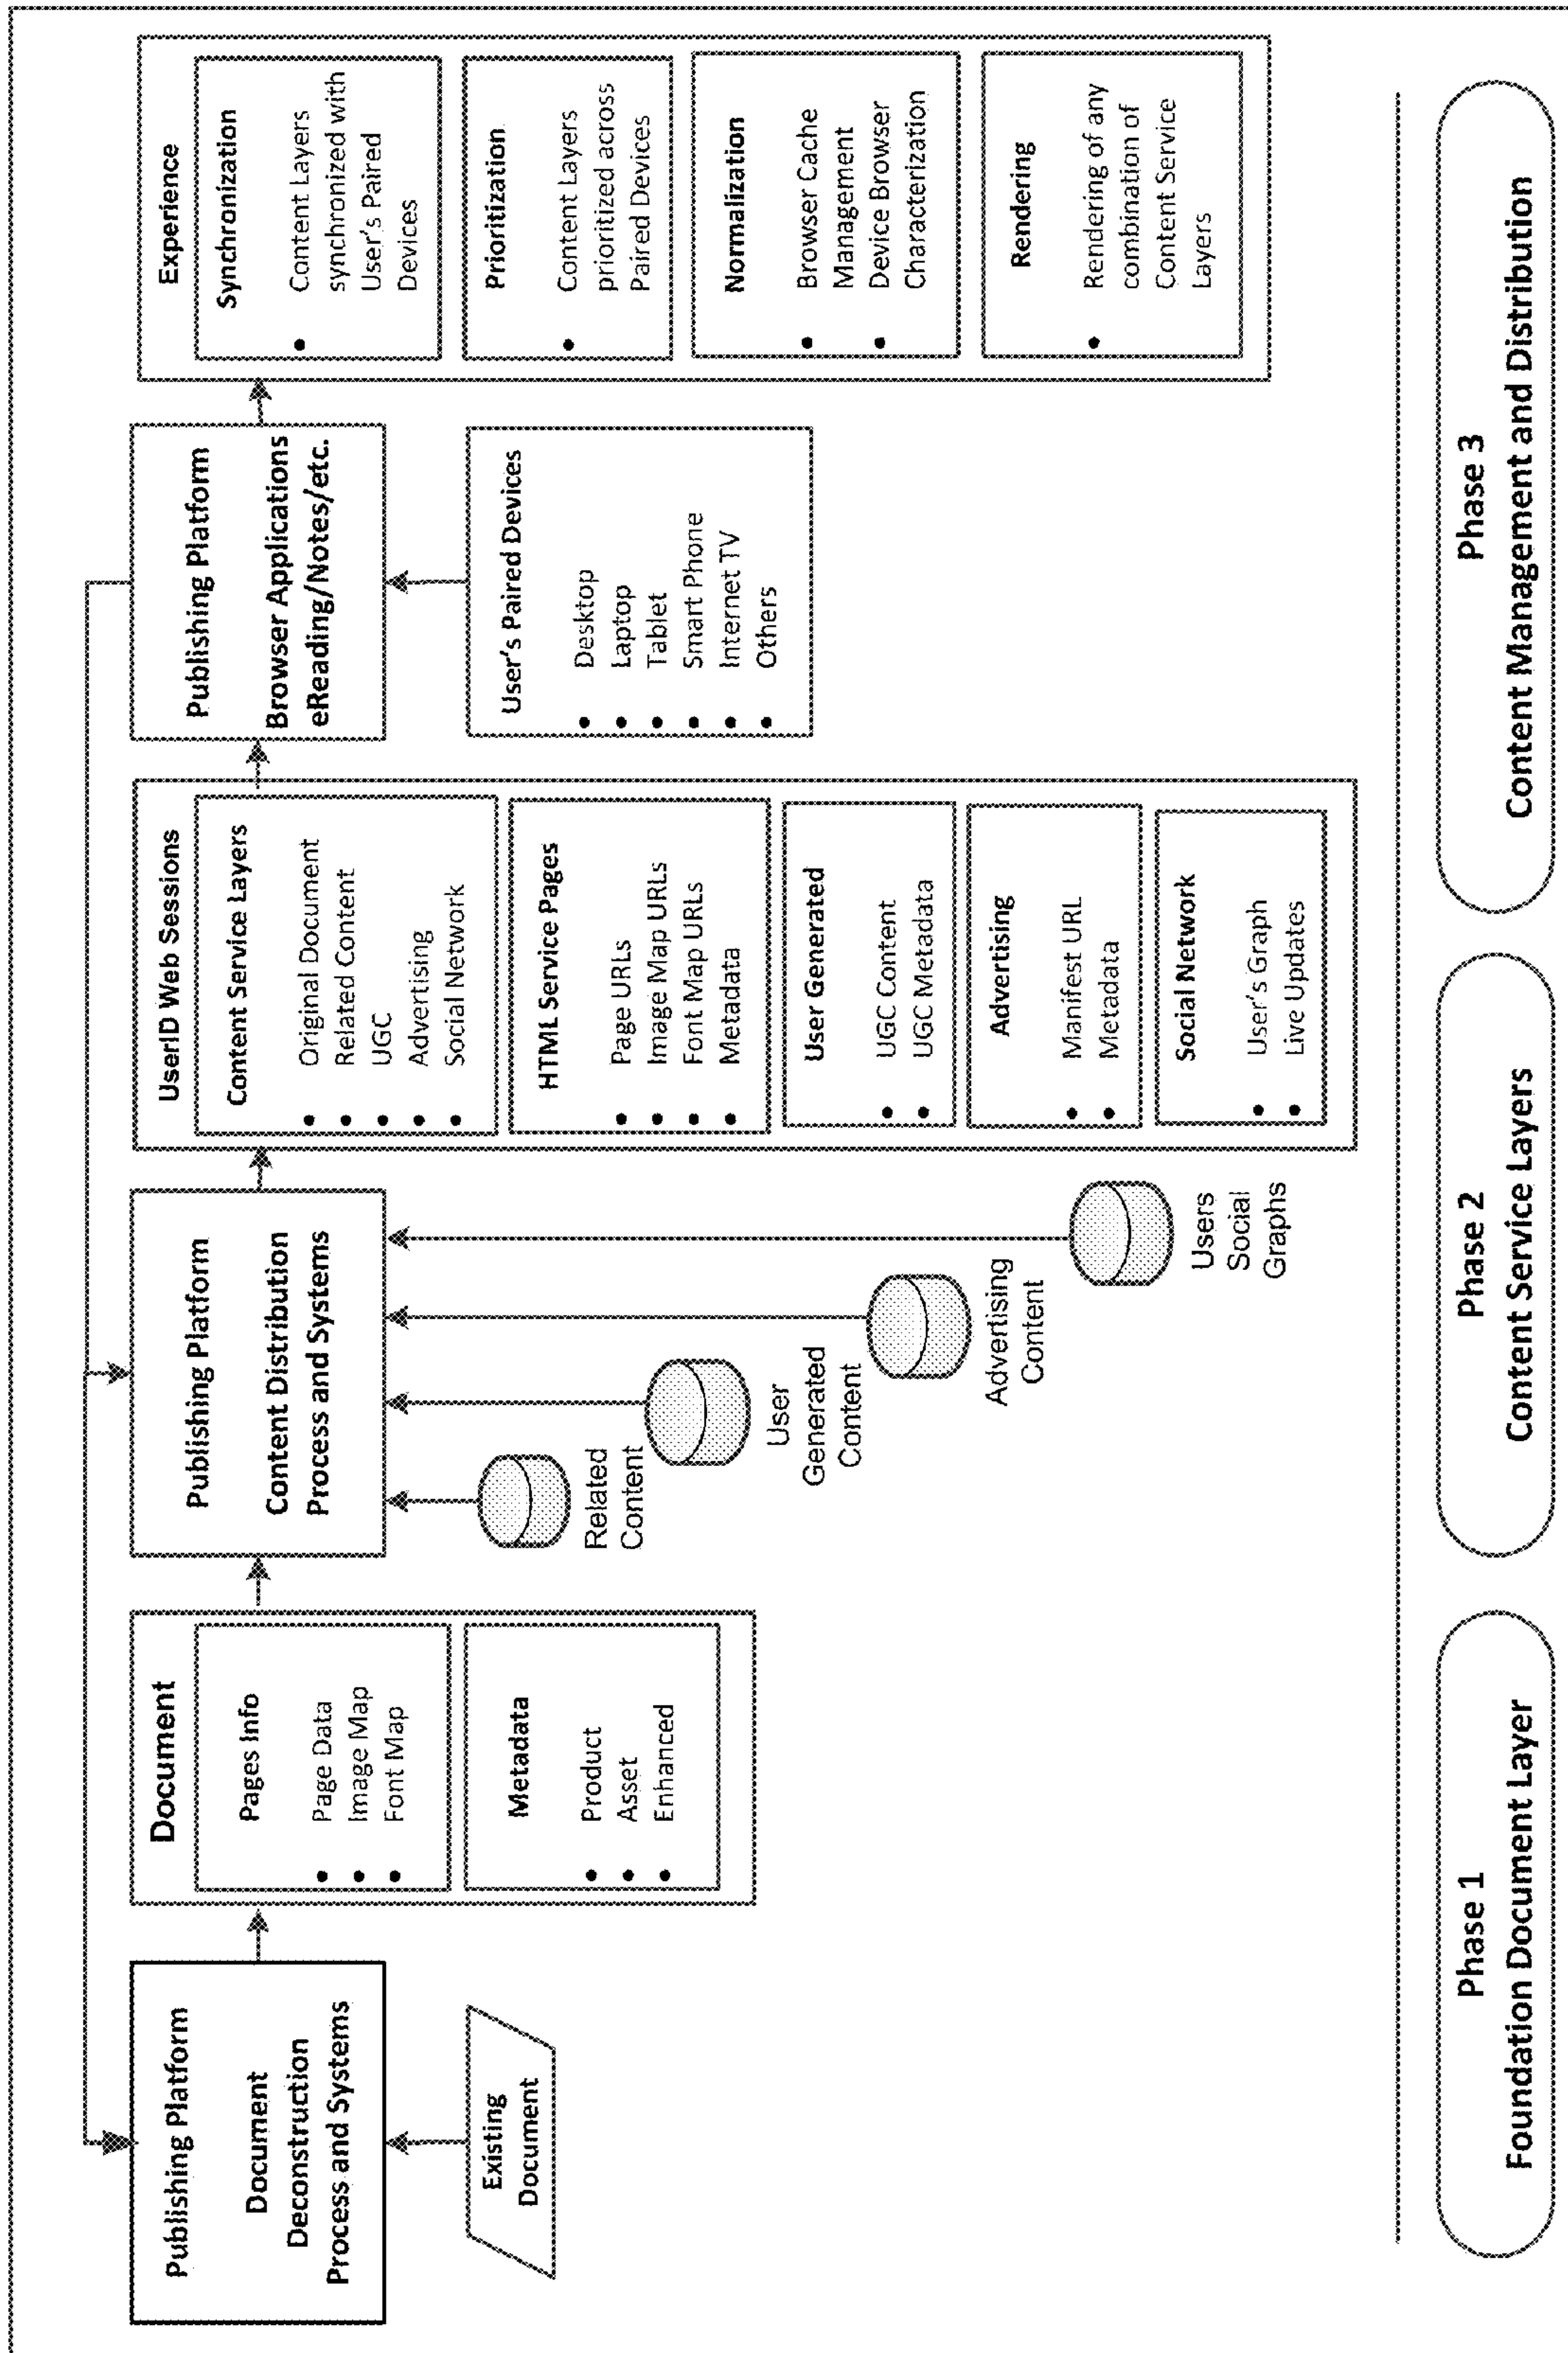 Publishing Platform
Document
Deconstruction
Process and Systems
Existing
Document
Document
Pages Info
• Page Data
• Image Map
• Font Map
Metadata
• Product
• Asset
• Enhanced
Publishing Platform
Content Distribution
Process and Systems
Related
Content
User
Generated
Content
Advertising
Content
Users
Social
Graphs
UserID Web Sessions
Content Service Layers
• Original Document
• Related Content
• UGC
• Advertising
• Social Network
HTML Service Pages
• Page URLs
• Image Map URLs
• Font Map URLs
• Metadata
User Generated
• UGC Content
• UGC Metadata
Advertising
• Manifest URL
• Metadata
Social Network
• User's Graph
• Live Updates
Publishing Platform
Browser Applications
eReading/Notes/etc.
User's Paired Devices
• Desktop
• Laptop
• Tablet
• Smart Phone
• Internet TV
• Others
Experience
Synchronization
• Content Layers
synchronized with
User's Paired
Devices
Prioritization
• Content Layers
prioritized across
Paired Devices
Normalization
• Browser Cache
Management
• Device Browser
Characterization
Rendering
• Rendering of any
combination of
Content Service
Layers
Phase 1
Foundation Document Layer
Phase 2
Content Service Layers
Phase 3
Content Management and Distribution